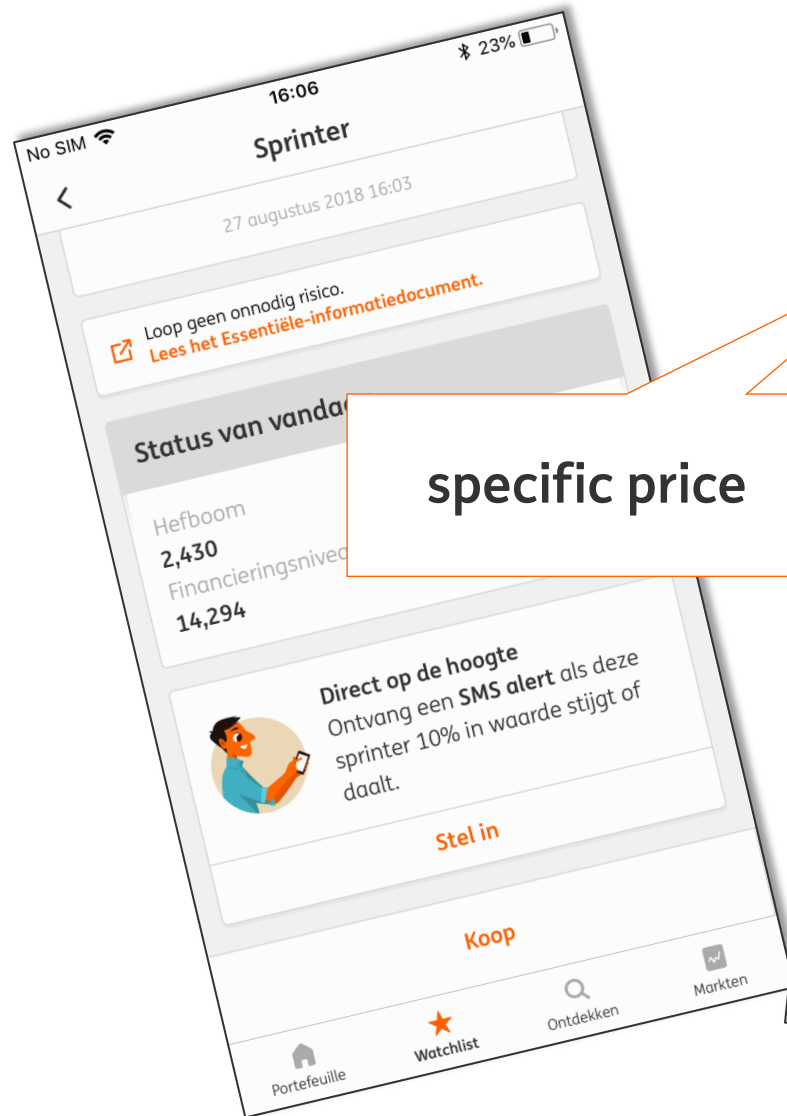 No SIM 16:06 23%
Sprinter
27 augustus 2018 16:03
Loop geen onnodig risico.
Lees het Essentiële-informatiedocument.
Status van
specific price
Hefboom
2,430
14,294
Direct op de hoogte
Ontvang een SMS alert als deze
sprinter 10% in waarde stijgt of
daalt.
Stel in
Koop
Portefeuille Watchlist Ontdekken Markten